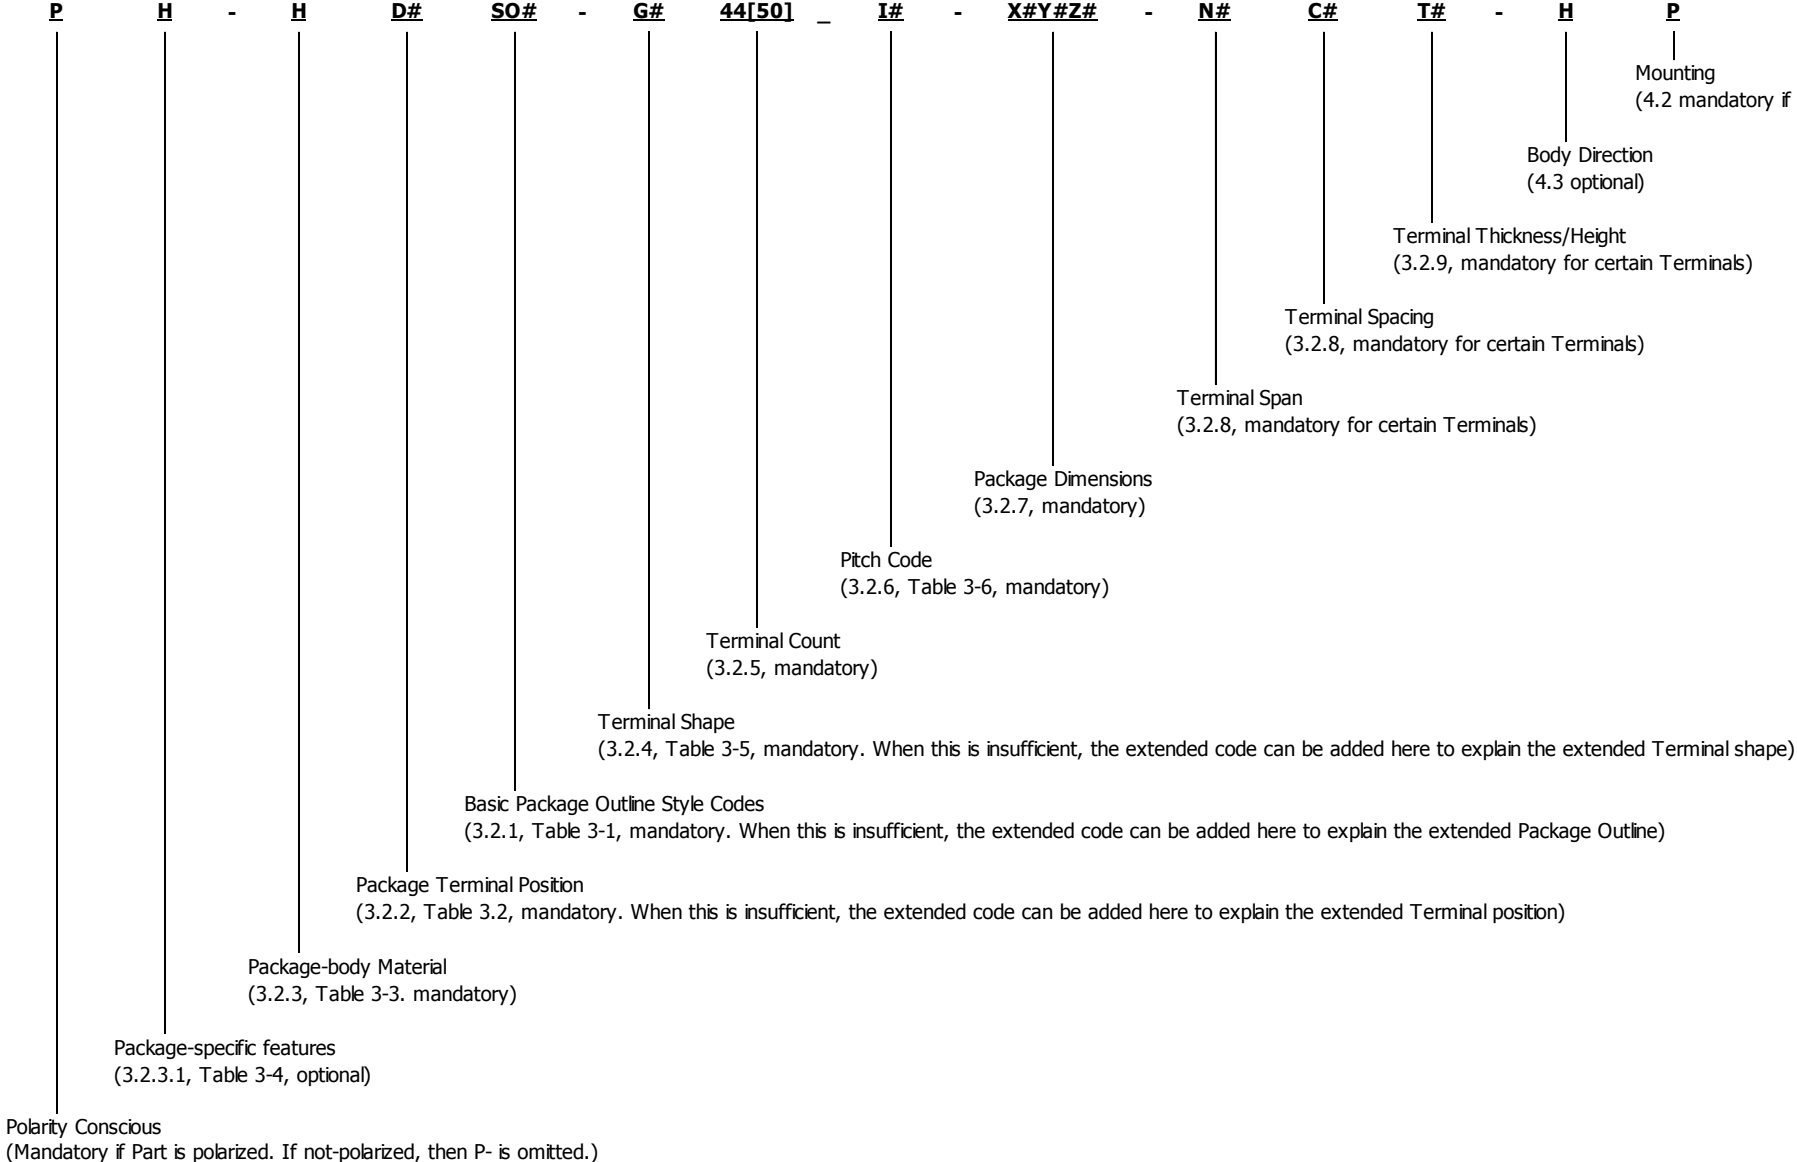 P H - H D# SO# - G# 44[50] _ I# - X#Y#Z# - N# C# T# - H P
Mounting
(4.2 mandatory if
Body Direction
(4.3 optional)
Terminal Thickness/Height
(3.2.9, mandatory for certain Terminals)
Terminal Spacing
(3.2.8, mandatory for certain Terminals)
Terminal Span
(3.2.8, mandatory for certain Terminals)
Package Dimensions
(3.2.7, mandatory)
Pitch Code
(3.2.6, Table 3-6, mandatory)
Terminal Count
(3.2.5, mandatory)
Terminal Shape
(3.2.4, Table 3-5, mandatory. When this is insufficient, the extended code can be added here to explain the extended Terminal shape)
Basic Package Outline Style Codes
(3.2.1, Table 3-1, mandatory. When this is insufficient, the extended code can be added here to explain the extended Package Outline)
Package Terminal Position
(3.2.2, Table 3.2, mandatory. When this is insufficient, the extended code can be added here to explain the extended Terminal position)
Package-body Material
(3.2.3, Table 3-3. mandatory)
Package-specific features
(3.2.3.1, Table 3-4, optional)
Polarity Conscious
(Mandatory if Part is polarized. If not-polarized, then P- is omitted.)